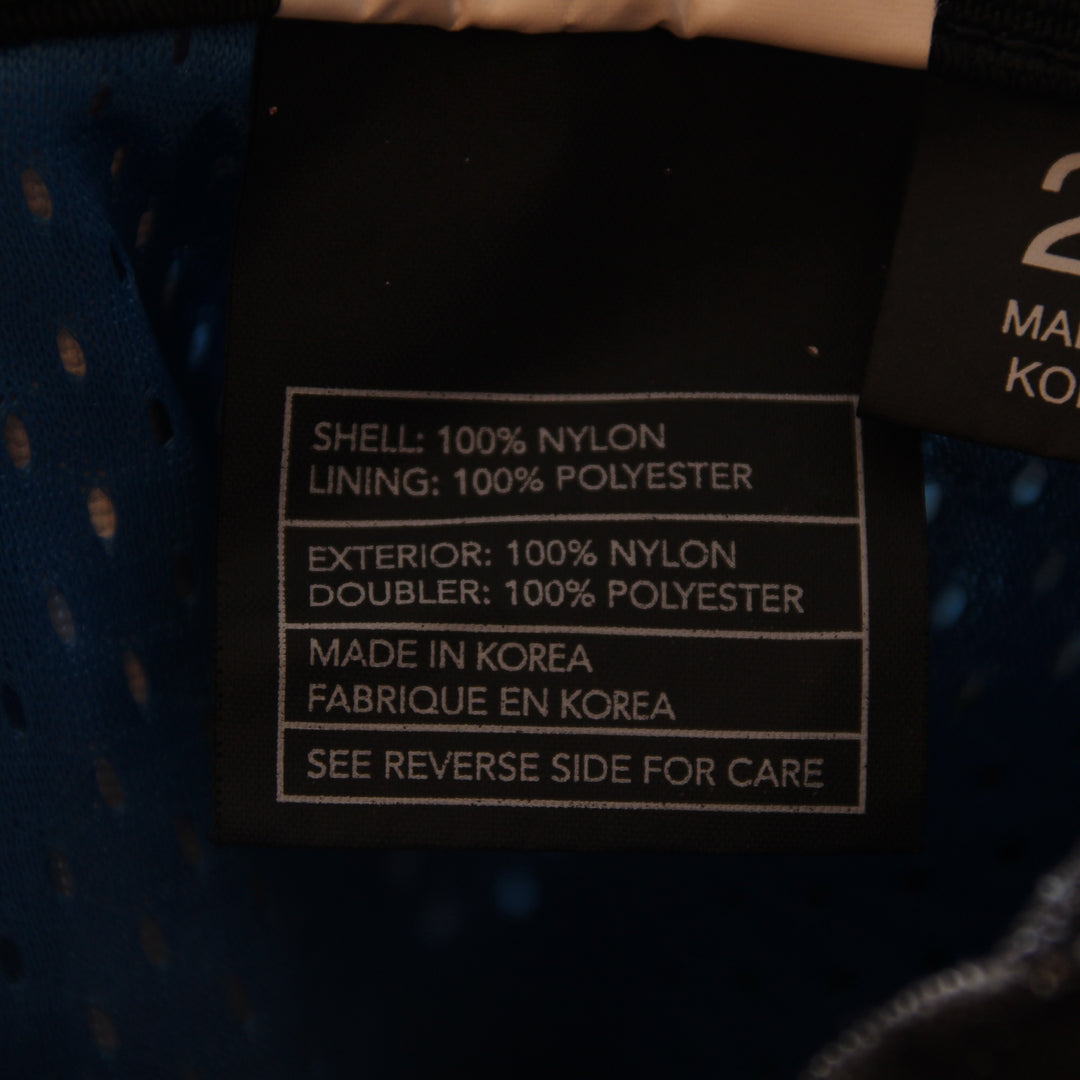 SHELL: 100% NYLON
LINING: 100% POLYESTER
EXTERIOR: 100% NYLON
DOUBLER: 100% POLYESTER
MADE IN KOREA
FABRIQUE EN KOREA
SEE REVERSE SIDE FOR CARE
2